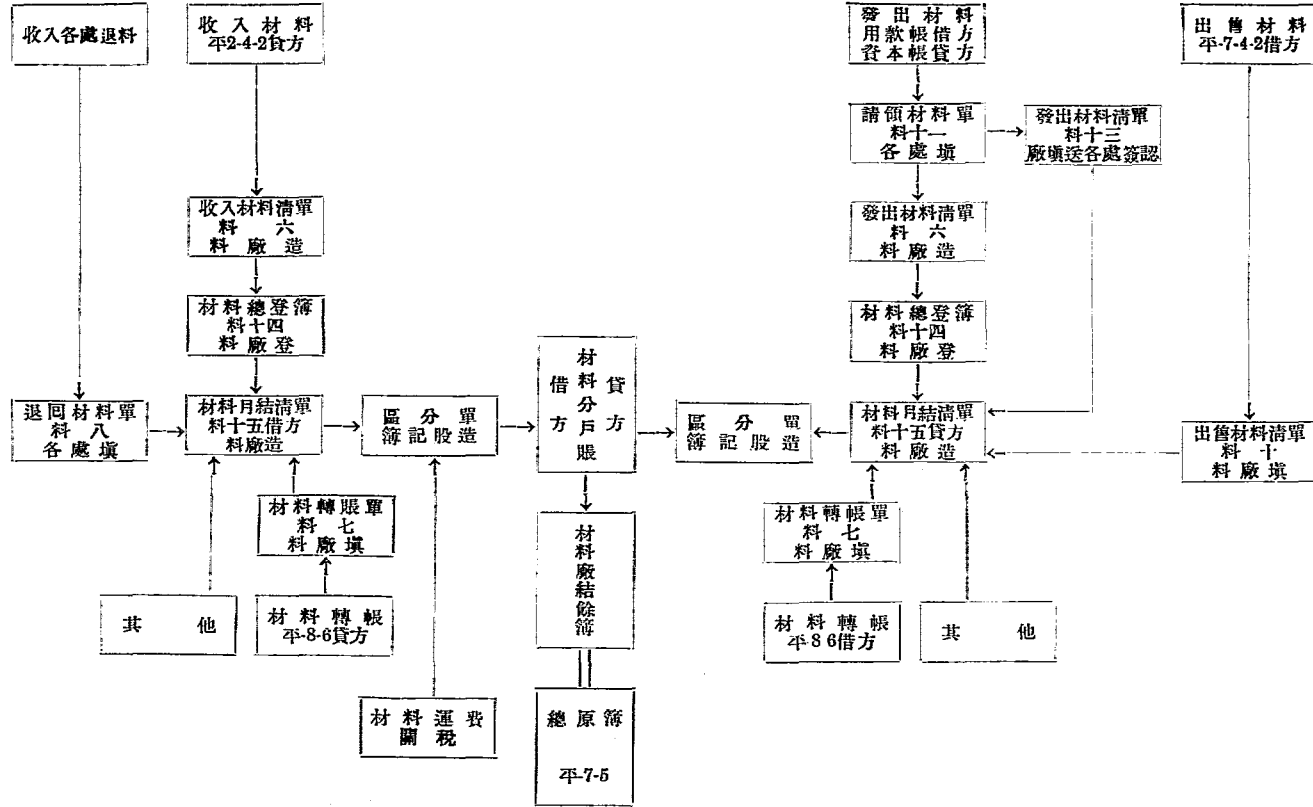 收入各處退料
收入材料
平2-4-2貸方
發出材料
用款帳借方
資本帳貸方
出售材料
平-7-4-2借方
請領材料單
料十一
各處塡
發出材料清單
料十三
廠塡送各處簽認
收入材料清單
料六
料廠造
發出材料清單
料六
料廠造
材料總登簿
料十四
料廠登
材料總登簿
料十四
料廠登
退回材料單
料八
各處塡
材料月結清單
料十五借方
料廠造
區分單
簿記股造
借方
材料分戶賬
貸方
區分單
簿記股造
材料月結清單
料十五貸方
料廠造
出售材料清單
料十
料廠塡
材料轉賬單
料七
料廠塡
材料廠結餘簿
材料轉帳單
料七
料廠塡
其他
材料轉帳
平-8-6貸方
材料轉帳
平-8 6借方
其他
材料運費
關稅
總原簿
平-7-5